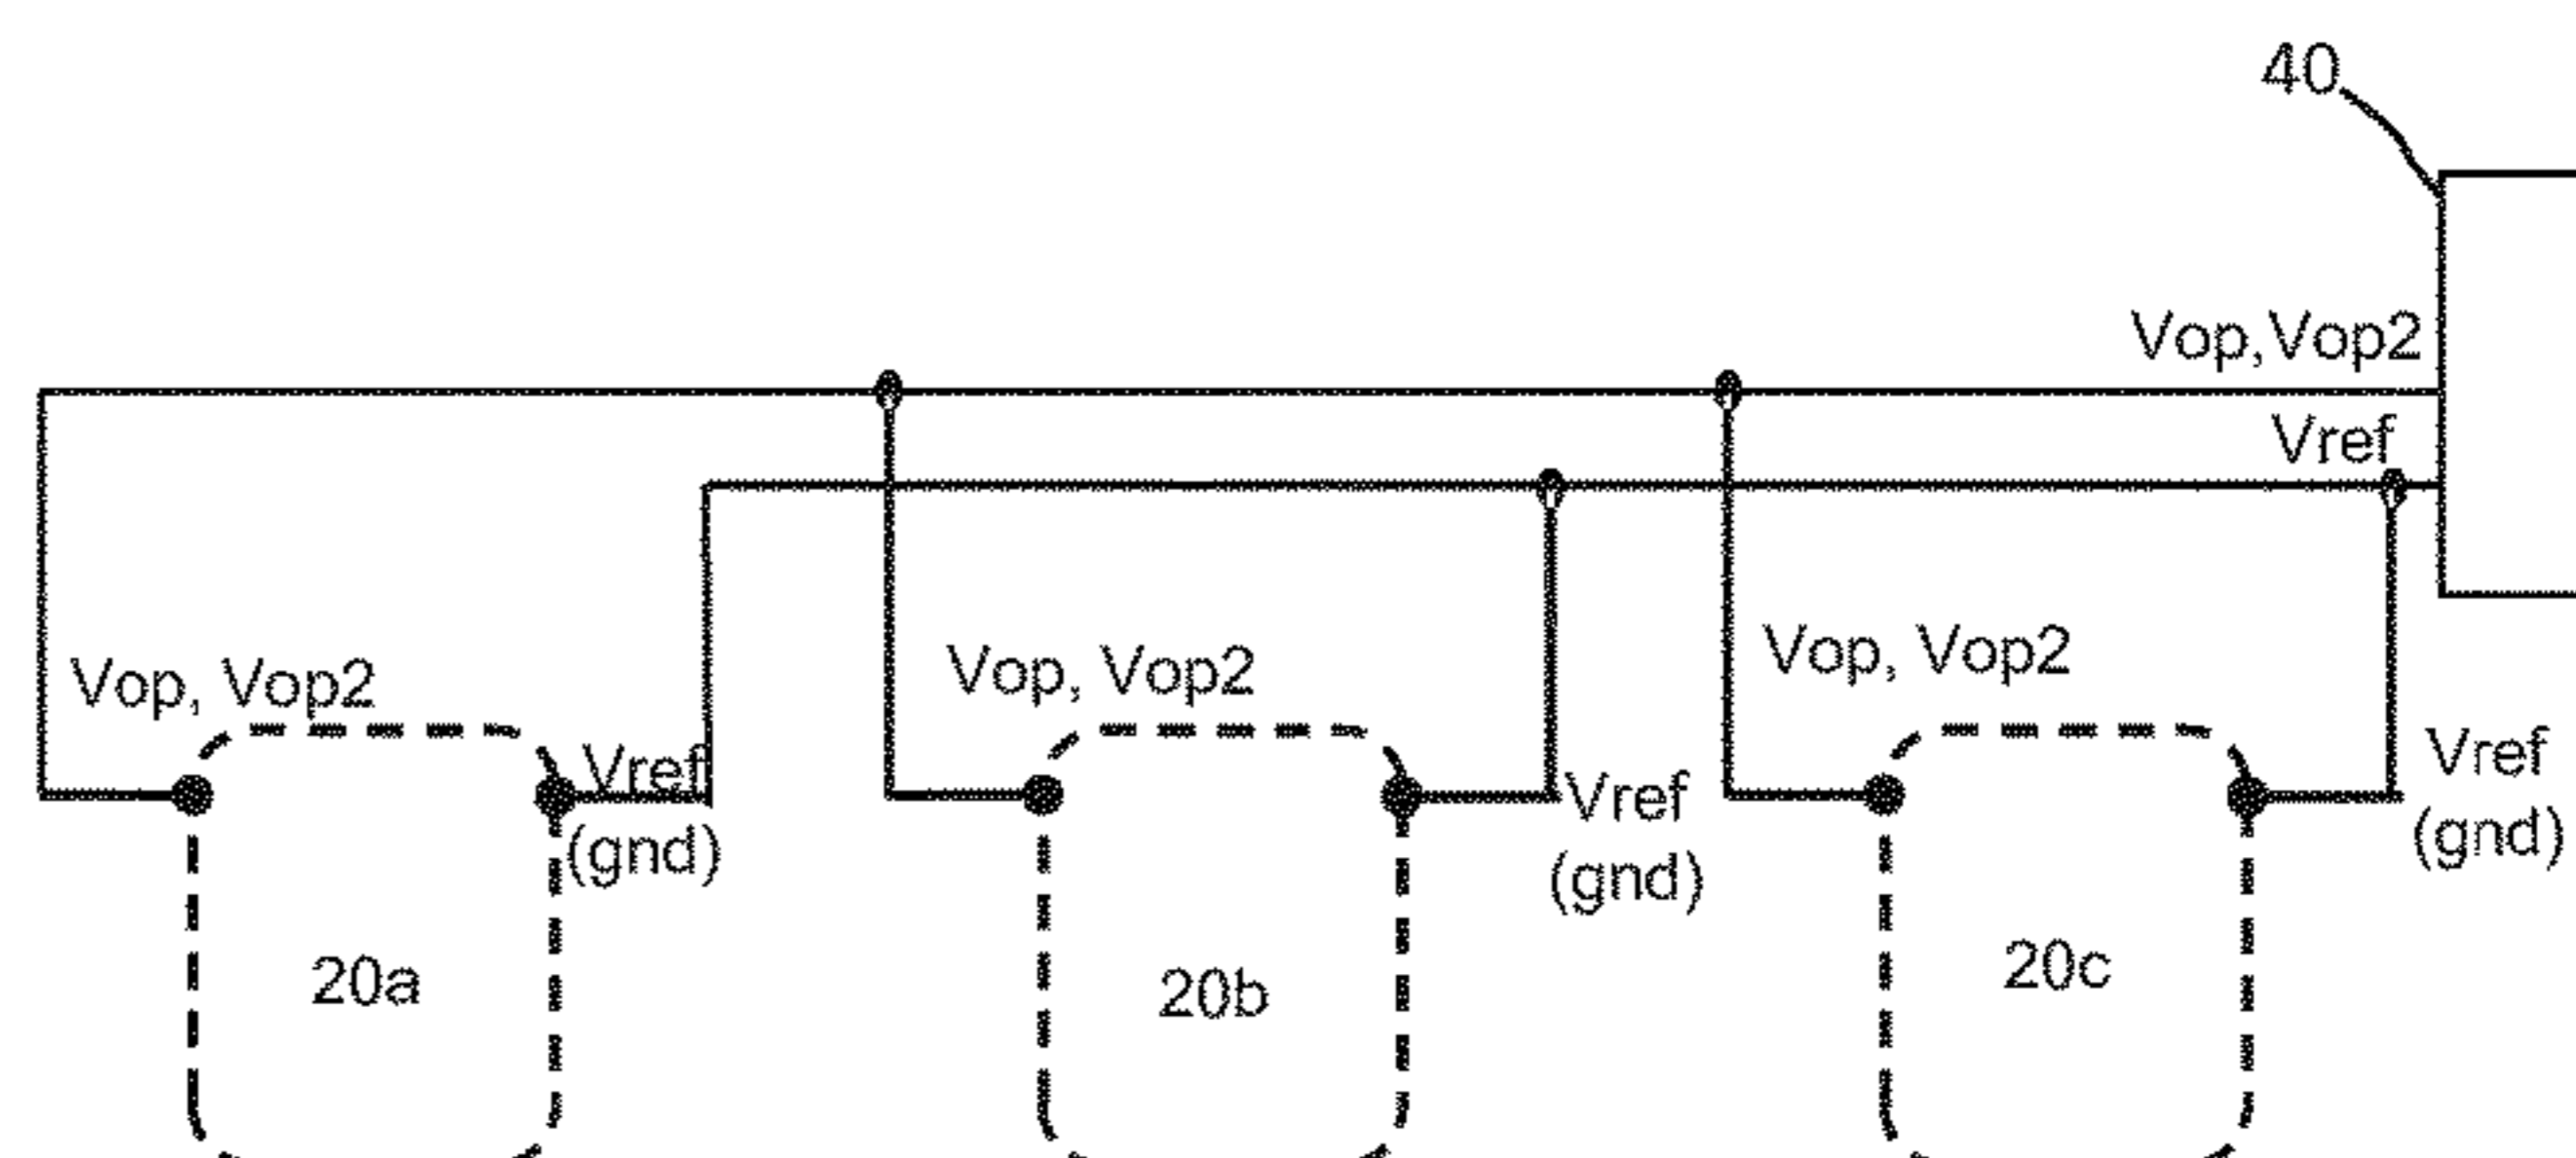 40
Vop,Vop2
Vref
Vop, Vop2
Vop, Vop2
Vop, Vop2
Vref
(gnd)
Vref
(gnd)
Vref
(gnd)
20a
20b
20c